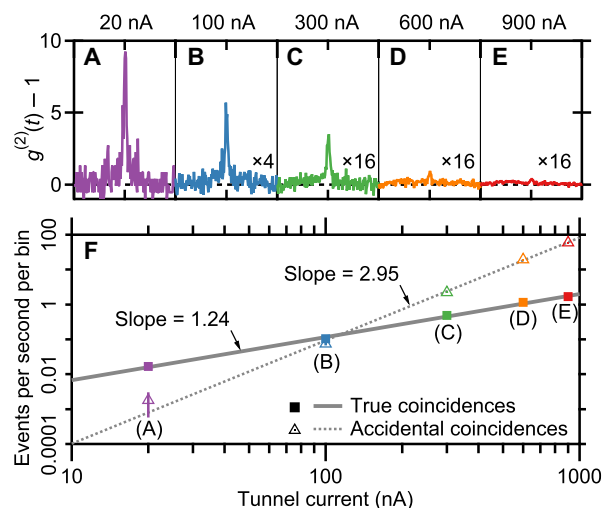 20 nA 100 nA 300 nA 600 nA 900 nA
10
5
0
g^(2)(t) − 1
A B C D E
×4 ×16 ×16 ×16
F
100
1
0.01
0.0001
Events per second per bin
Slope = 2.95
Slope = 1.24
(A)
(B)
(C)
(D)
(E)
True coincidences
Accidental coincidences
10 100 1000
Tunnel current (nA)